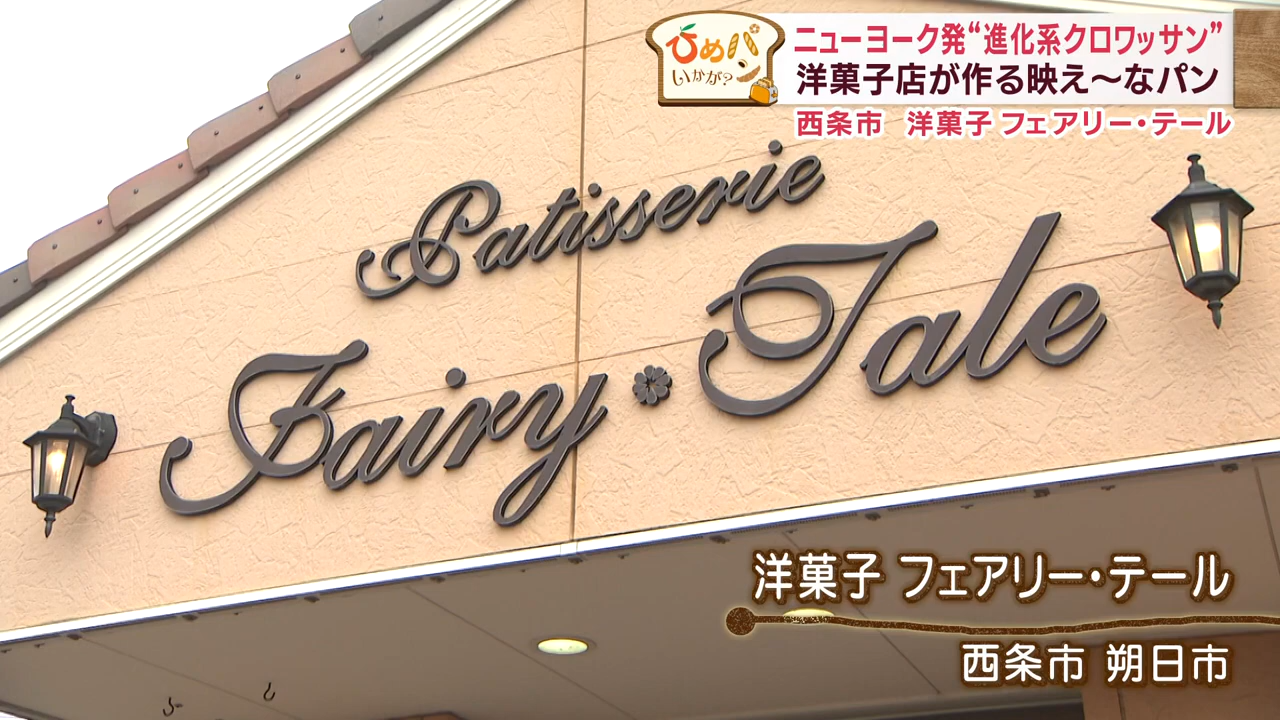 ひめパン
いかが?
ニューヨーク発“進化系クロワッサン”
洋菓子店が作る映え～なパン
西条市 洋菓子 フェアリー・テール
Patisserie
Fairy・Tale
洋菓子 フェアリー・テール
西条市 朔日市